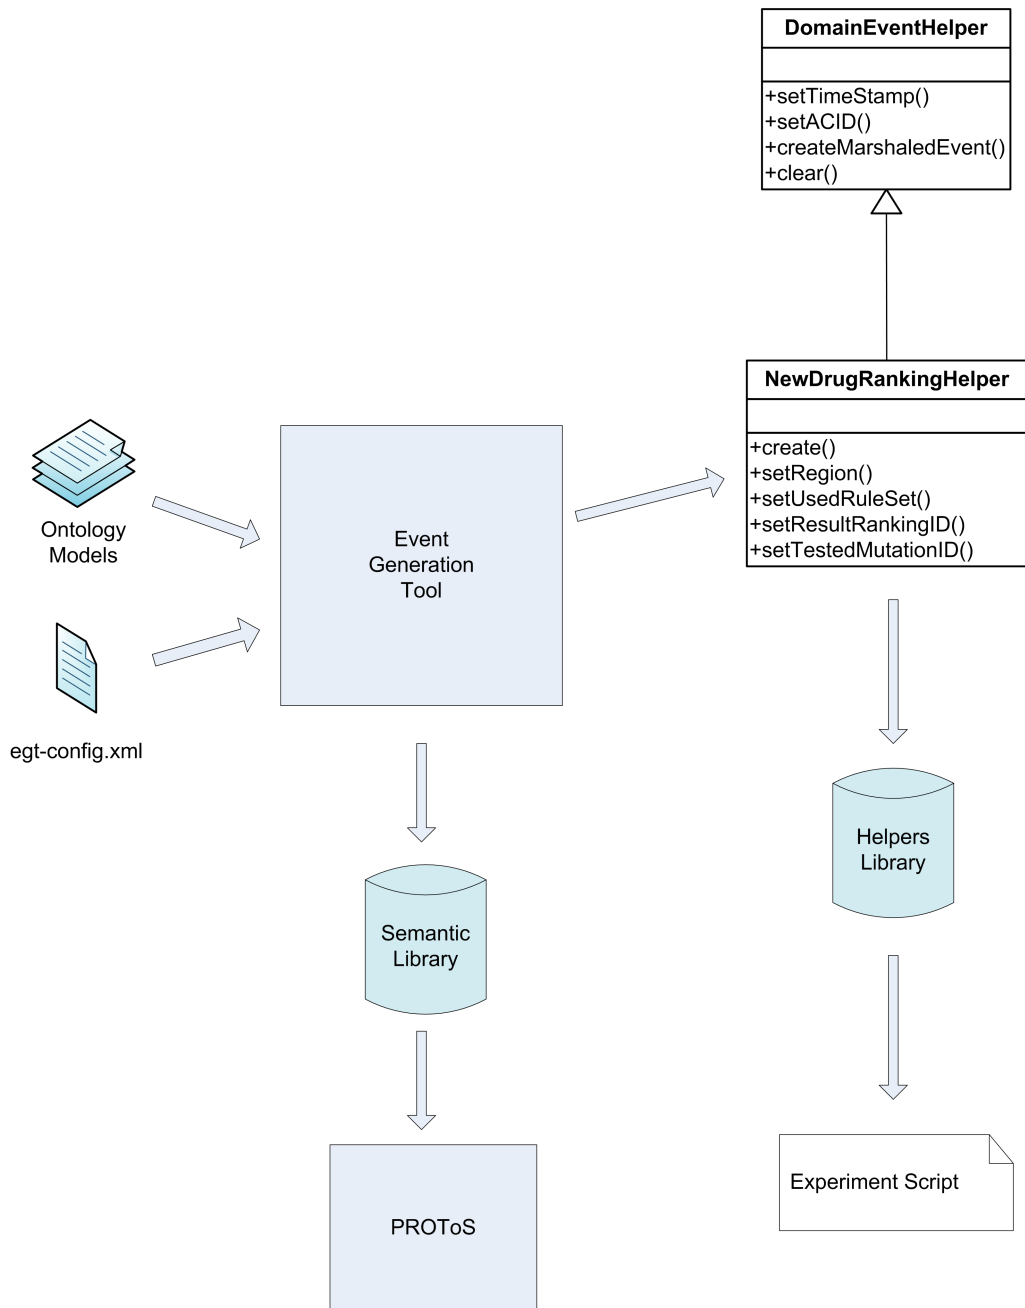 DomainEventHelper
+setTimeStamp()
+setACID()
+createMarshaledEvent()
+clear()
NewDrugRankingHelper
+create()
+setRegion()
+setUsedRuleSet()
+setResultRankingID()
+setTestedMutationID()
Ontology
Models
Event
Generation
Tool
egt-config.xml
Helpers
Library
Semantic
Library
Experiment Script
PROToS